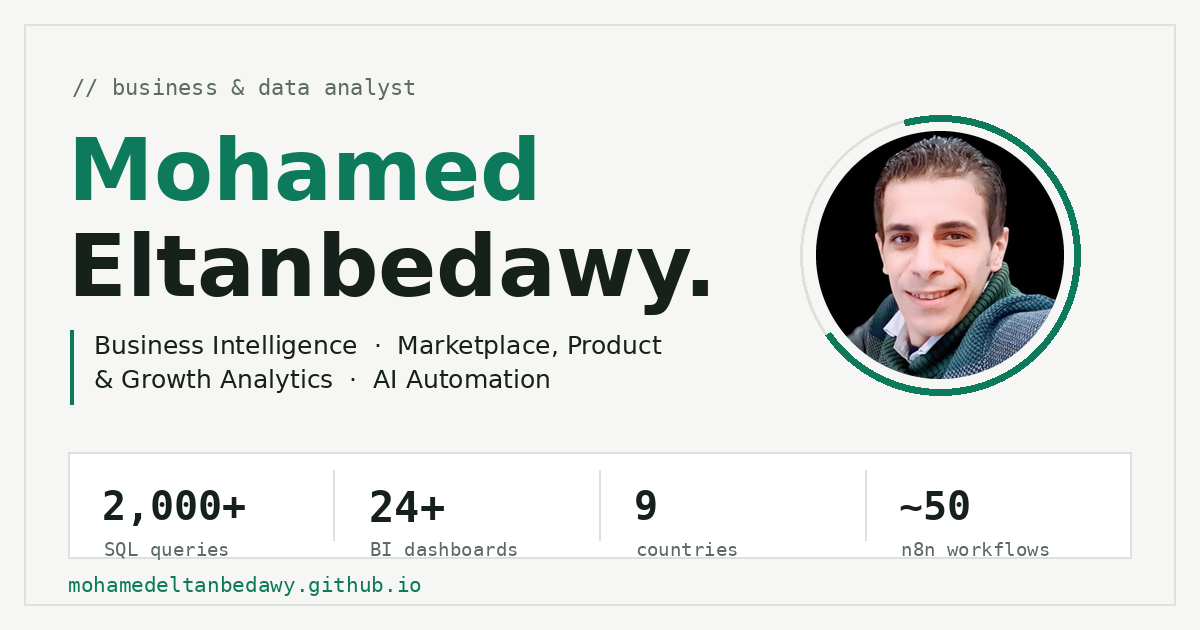 // business & data analyst
Mohamed
Eltanbedawy.
Business Intelligence · Marketplace, Product
& Growth Analytics · AI Automation
2,000+ 24+ 9 ~50
SQL queries BI dashboards countries n8n workflows
mohamedeltanbedawy.github.io